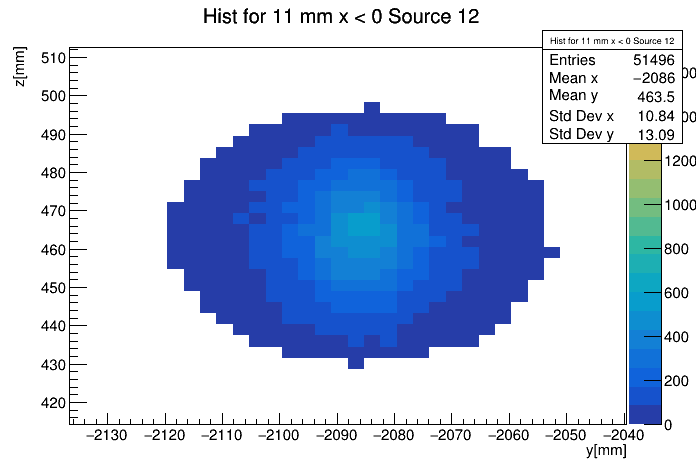 Hist for 11 mm x < 0 Source 12
z[mm]
Hist for 11 mm x < 0 Source 12
Entries 51496
Mean x −2086
Mean y 463.5
Std Dev x 10.84
Std Dev y 13.09
510
500
490
480
470
460
450
440
430
420
1200
1000
800
600
400
200
0
−2130 −2120 −2110 −2100 −2090 −2080 −2070 −2060 −2050 −2040
y[mm]